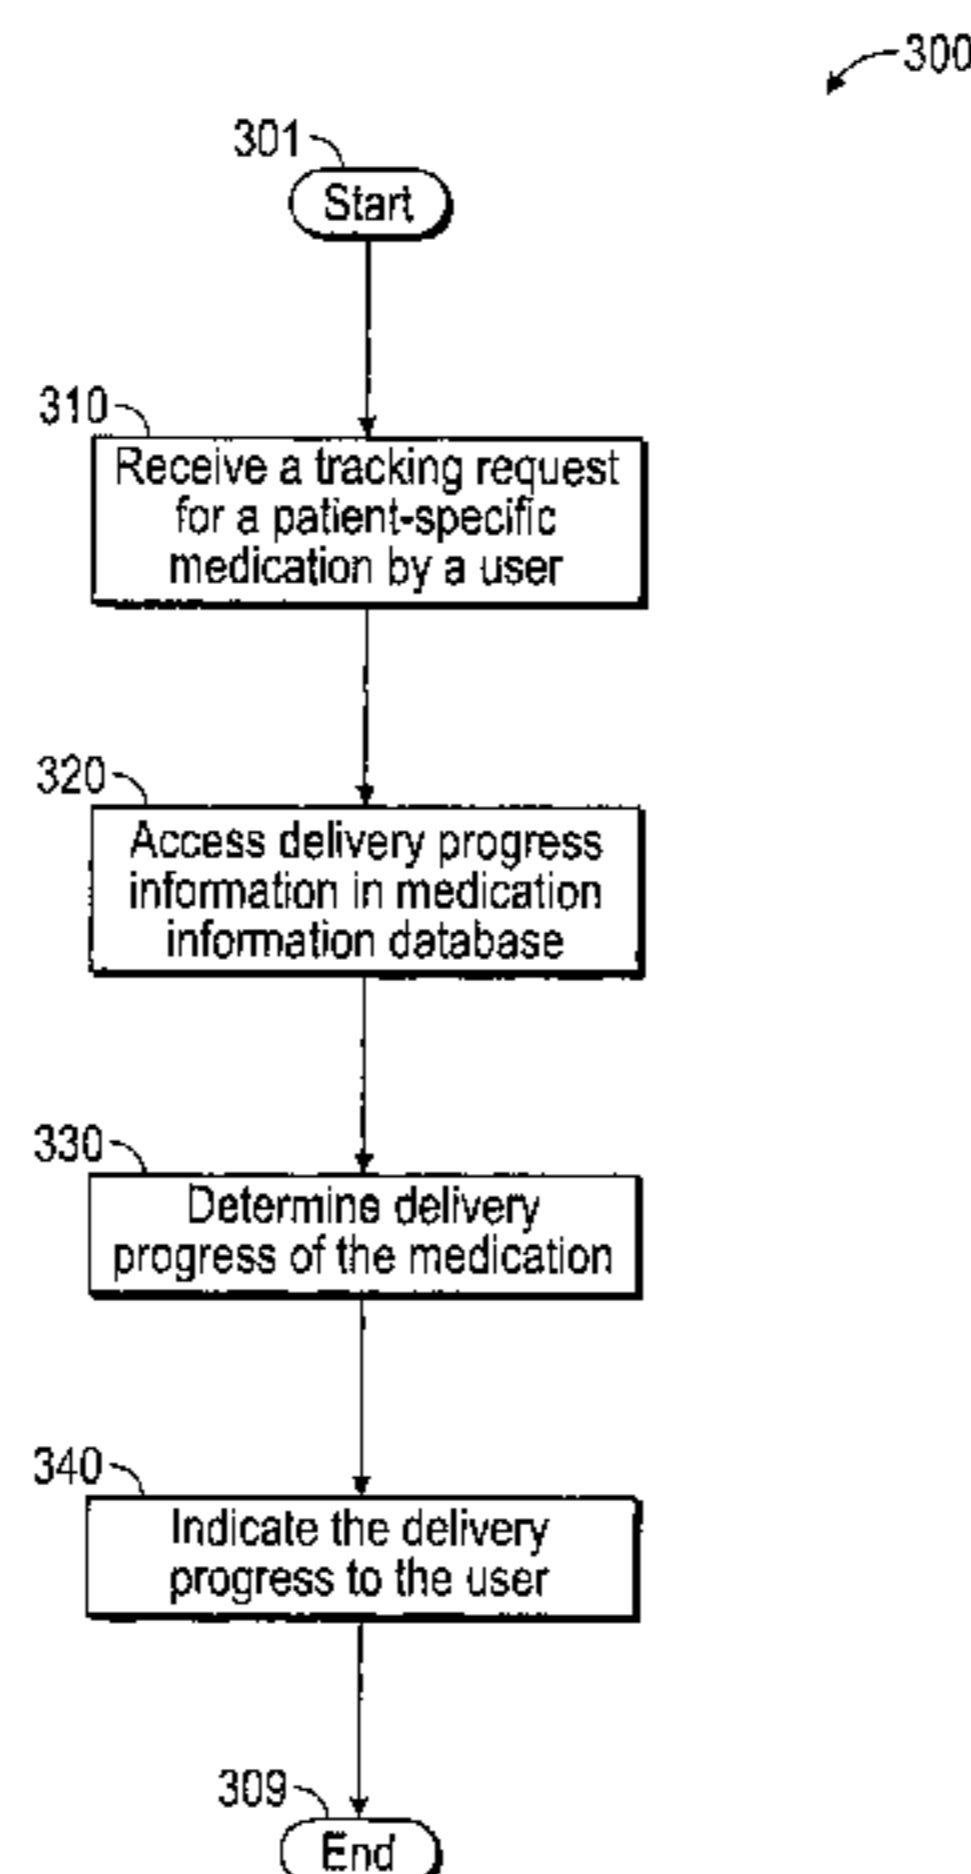 300
301
Start
310
Receive a tracking request
for a patient-specific
medication by a user
320
Access delivery progress
information in medication
information database
330
Determine delivery
progress of the medication
340
Indicate the delivery
progress to the user
309
End